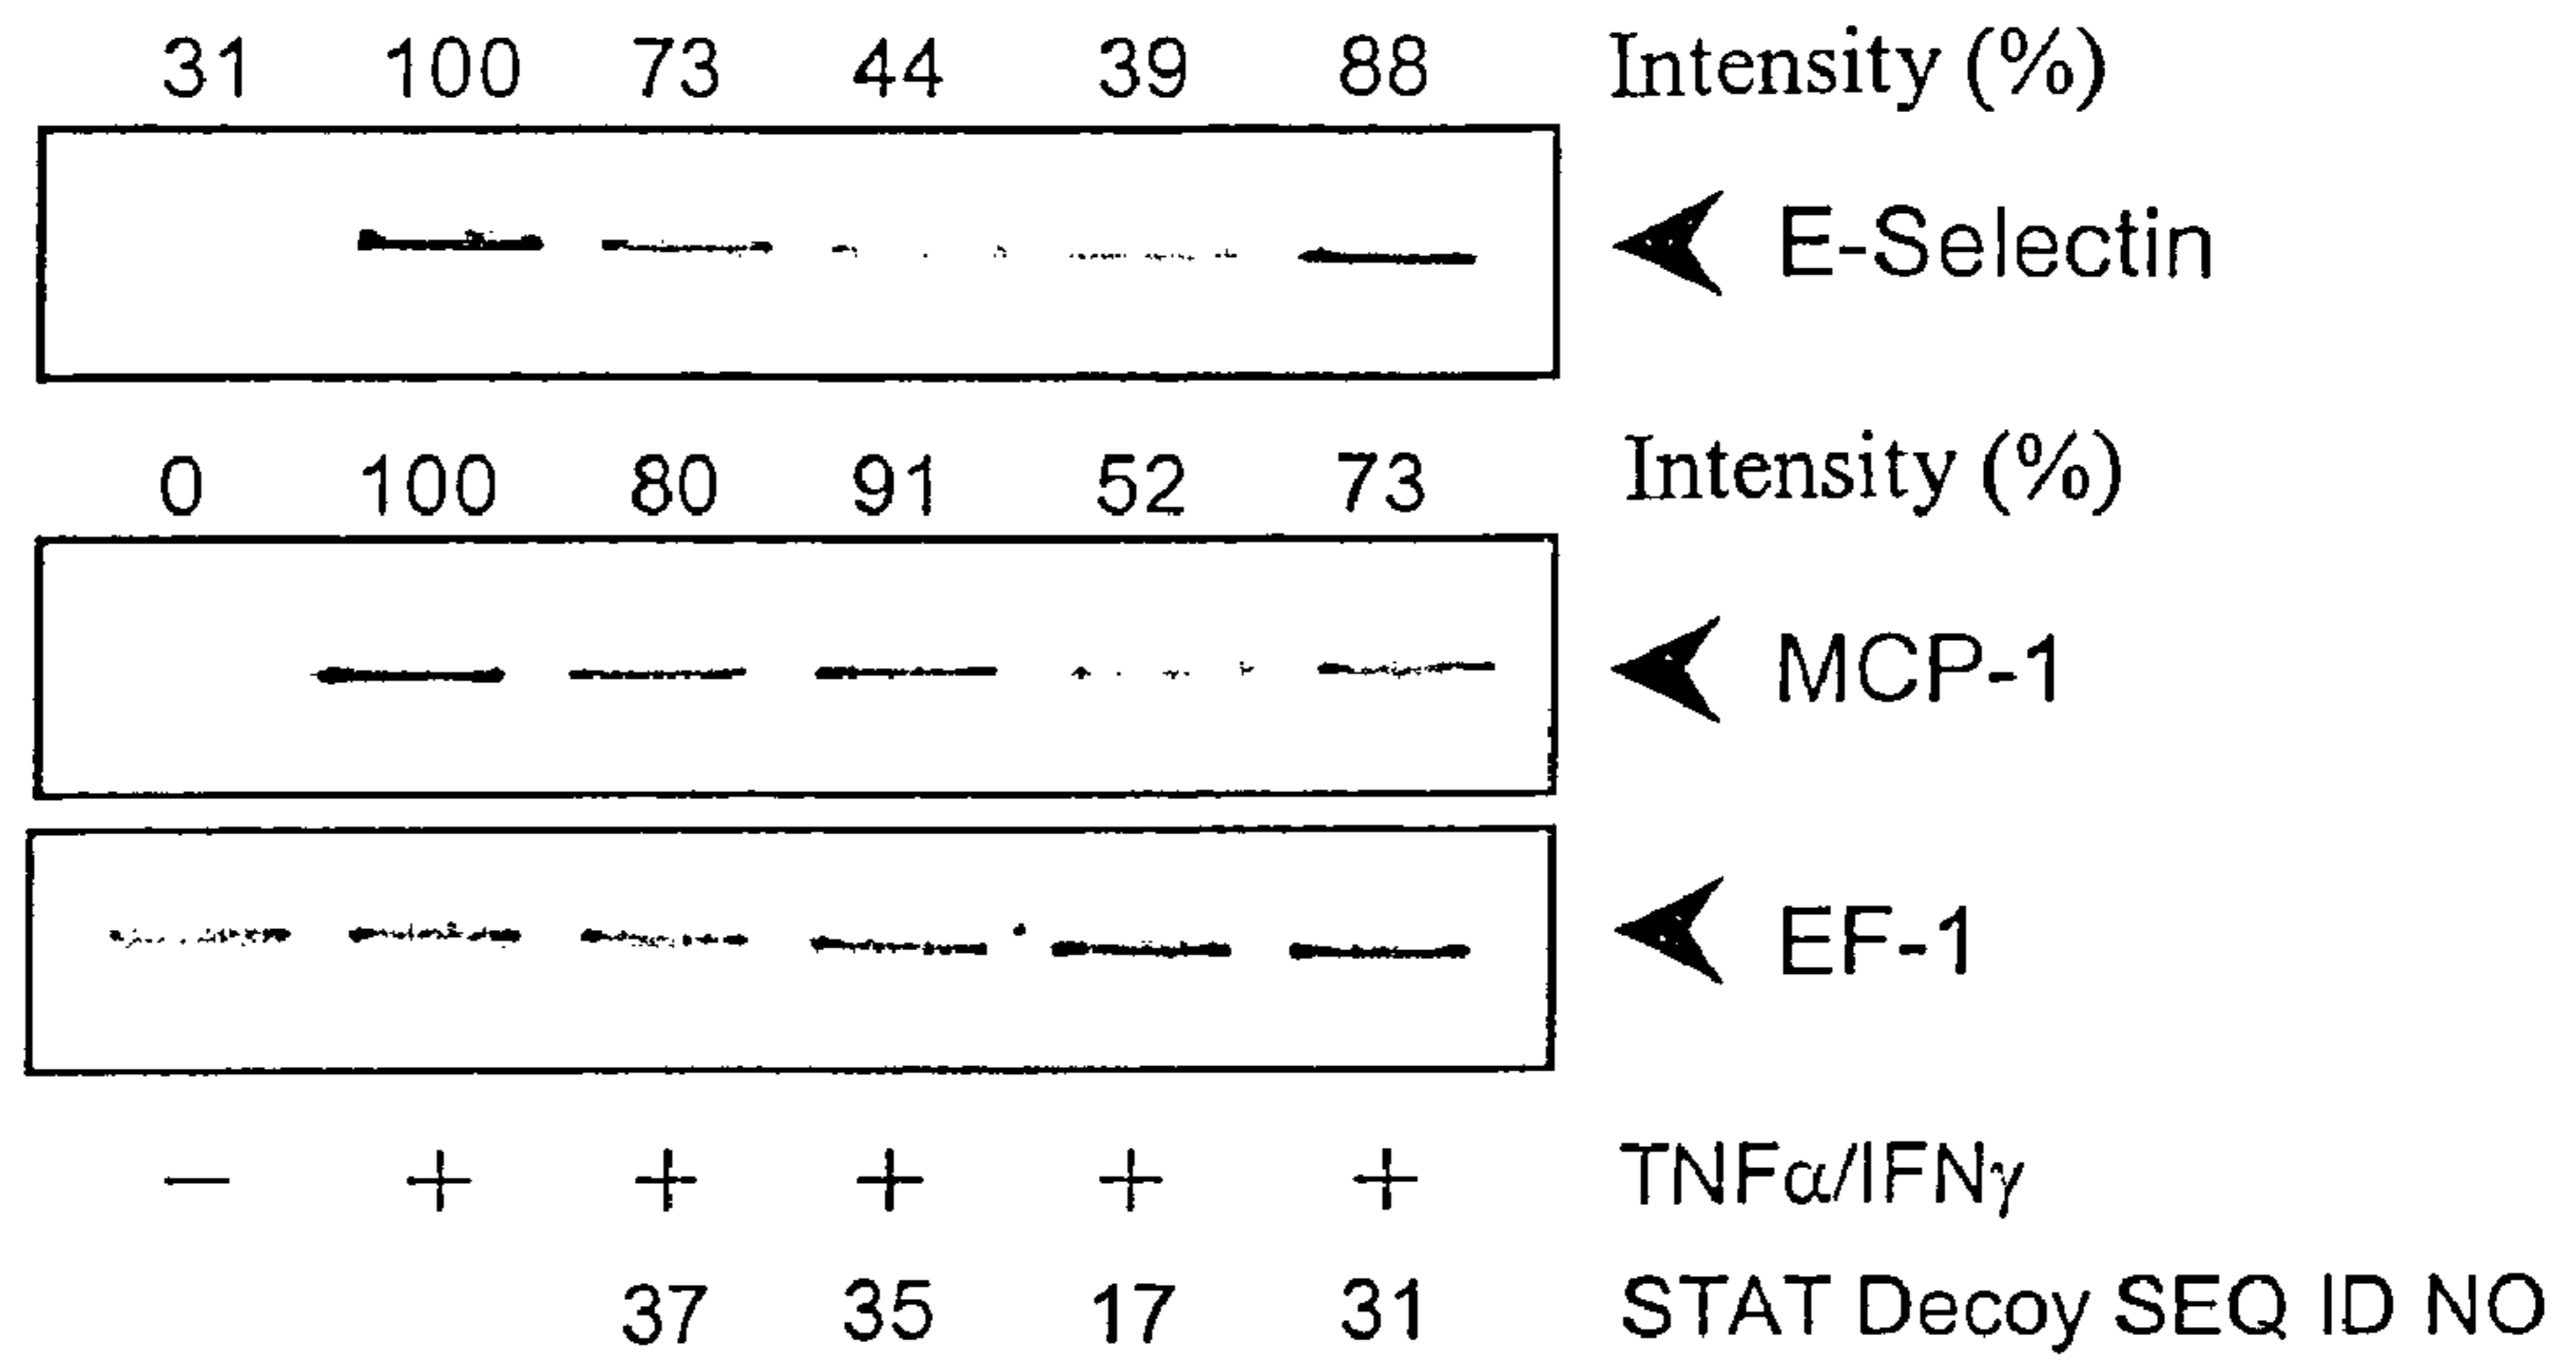 31 100 73 44 39 88 Intensity (%)
E-Selectin
0 100 80 91 52 73 Intensity (%)
MCP-1
EF-1
− + + + + + TNFα/IFNγ
37 35 17 31 STAT Decoy SEQ ID NO